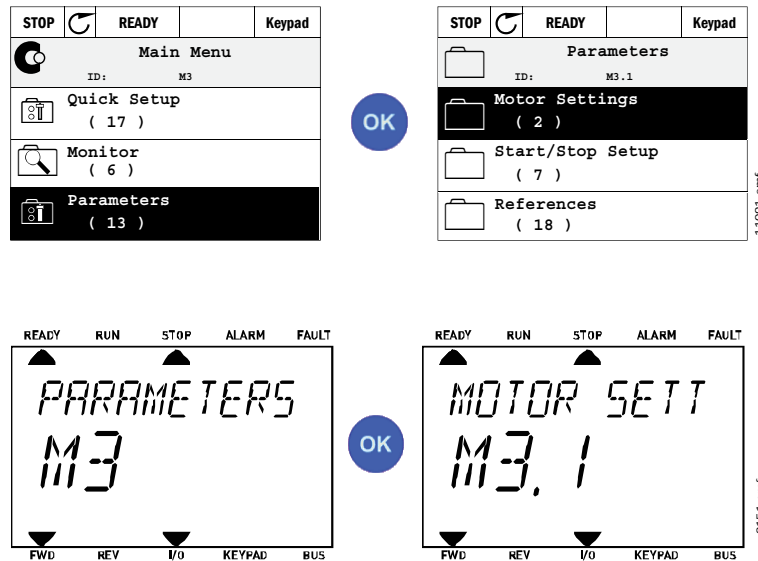 STOP READY Keypad
Main Menu
ID: M3
Quick Setup
( 17 )
Monitor
( 6 )
Parameters
( 13 )
OK
STOP READY Keypad
Parameters
ID: M3.1
Motor Settings
( 2 )
Start/Stop Setup
( 7 )
References
( 18 )
READY RUN STOP ALARM FAULT
PARAMETERS
M3
FWD REV I/O KEYPAD BUS
OK
READY RUN STOP ALARM FAULT
MOTOR SETT
M3.1
FWD REV I/O KEYPAD BUS